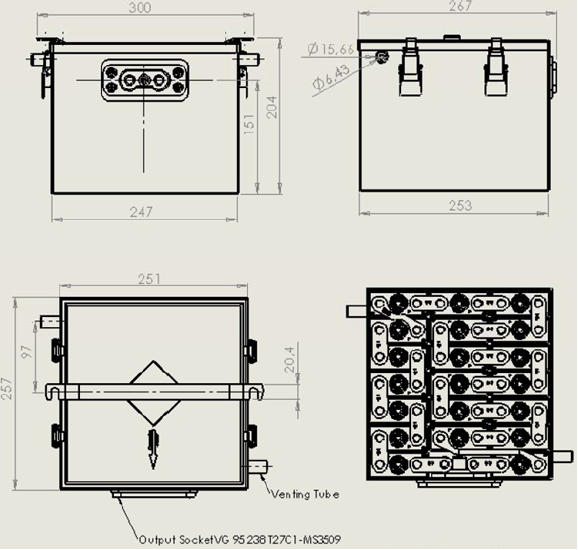 300
267
Ø15,66
Ø6,43
151
204
247
253
251
97
257
20,4
Venting Tube
Output SocketVG 95238T27C1-MS3509